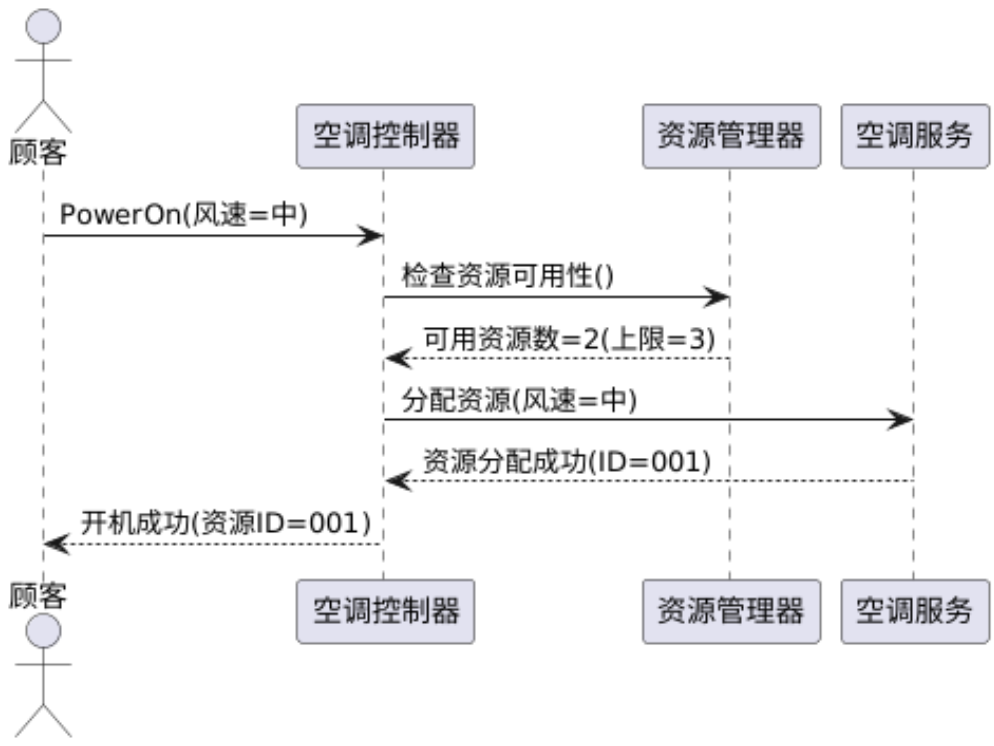 顾客
空调控制器
资源管理器
空调服务
PowerOn(风速=中)
检查资源可用性()
可用资源数=2(上限=3)
分配资源(风速=中)
资源分配成功(ID=001)
开机成功(资源ID=001)
顾客
空调控制器
资源管理器
空调服务